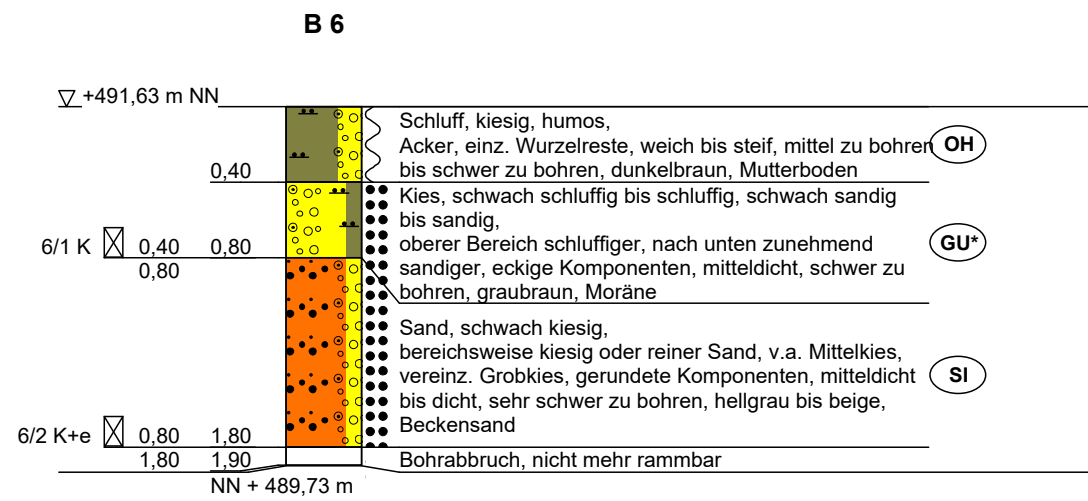 B 6
+491,63 m NN
Schluff, kiesig, humos,
Acker, einz. Wurzelreste, weich bis steif, mittel zu bohren
OH
0,40
bis schwer zu bohren, dunkelbraun, Mutterboden
Kies, schwach schluffig bis schluffig, schwach sandig
bis sandig,
6/1 K 0,40 0,80
oberer Bereich schluffiger, nach unten zunehmend
GU*
0,80
sandiger, eckige Komponenten, mitteldicht, schwer zu
bohren, graubraun, Moräne
Sand, schwach kiesig,
bereichsweise kiesig oder reiner Sand, v.a. Mittelkies,
vereinz. Grobkies, gerundete Komponenten, mitteldicht
SI
bis dicht, sehr schwer zu bohren, hellgrau bis beige,
Beckensand
6/2 K+e 0,80 1,80
1,80 1,90
Bohrabbruch, nicht mehr rammbar
NN + 489,73 m